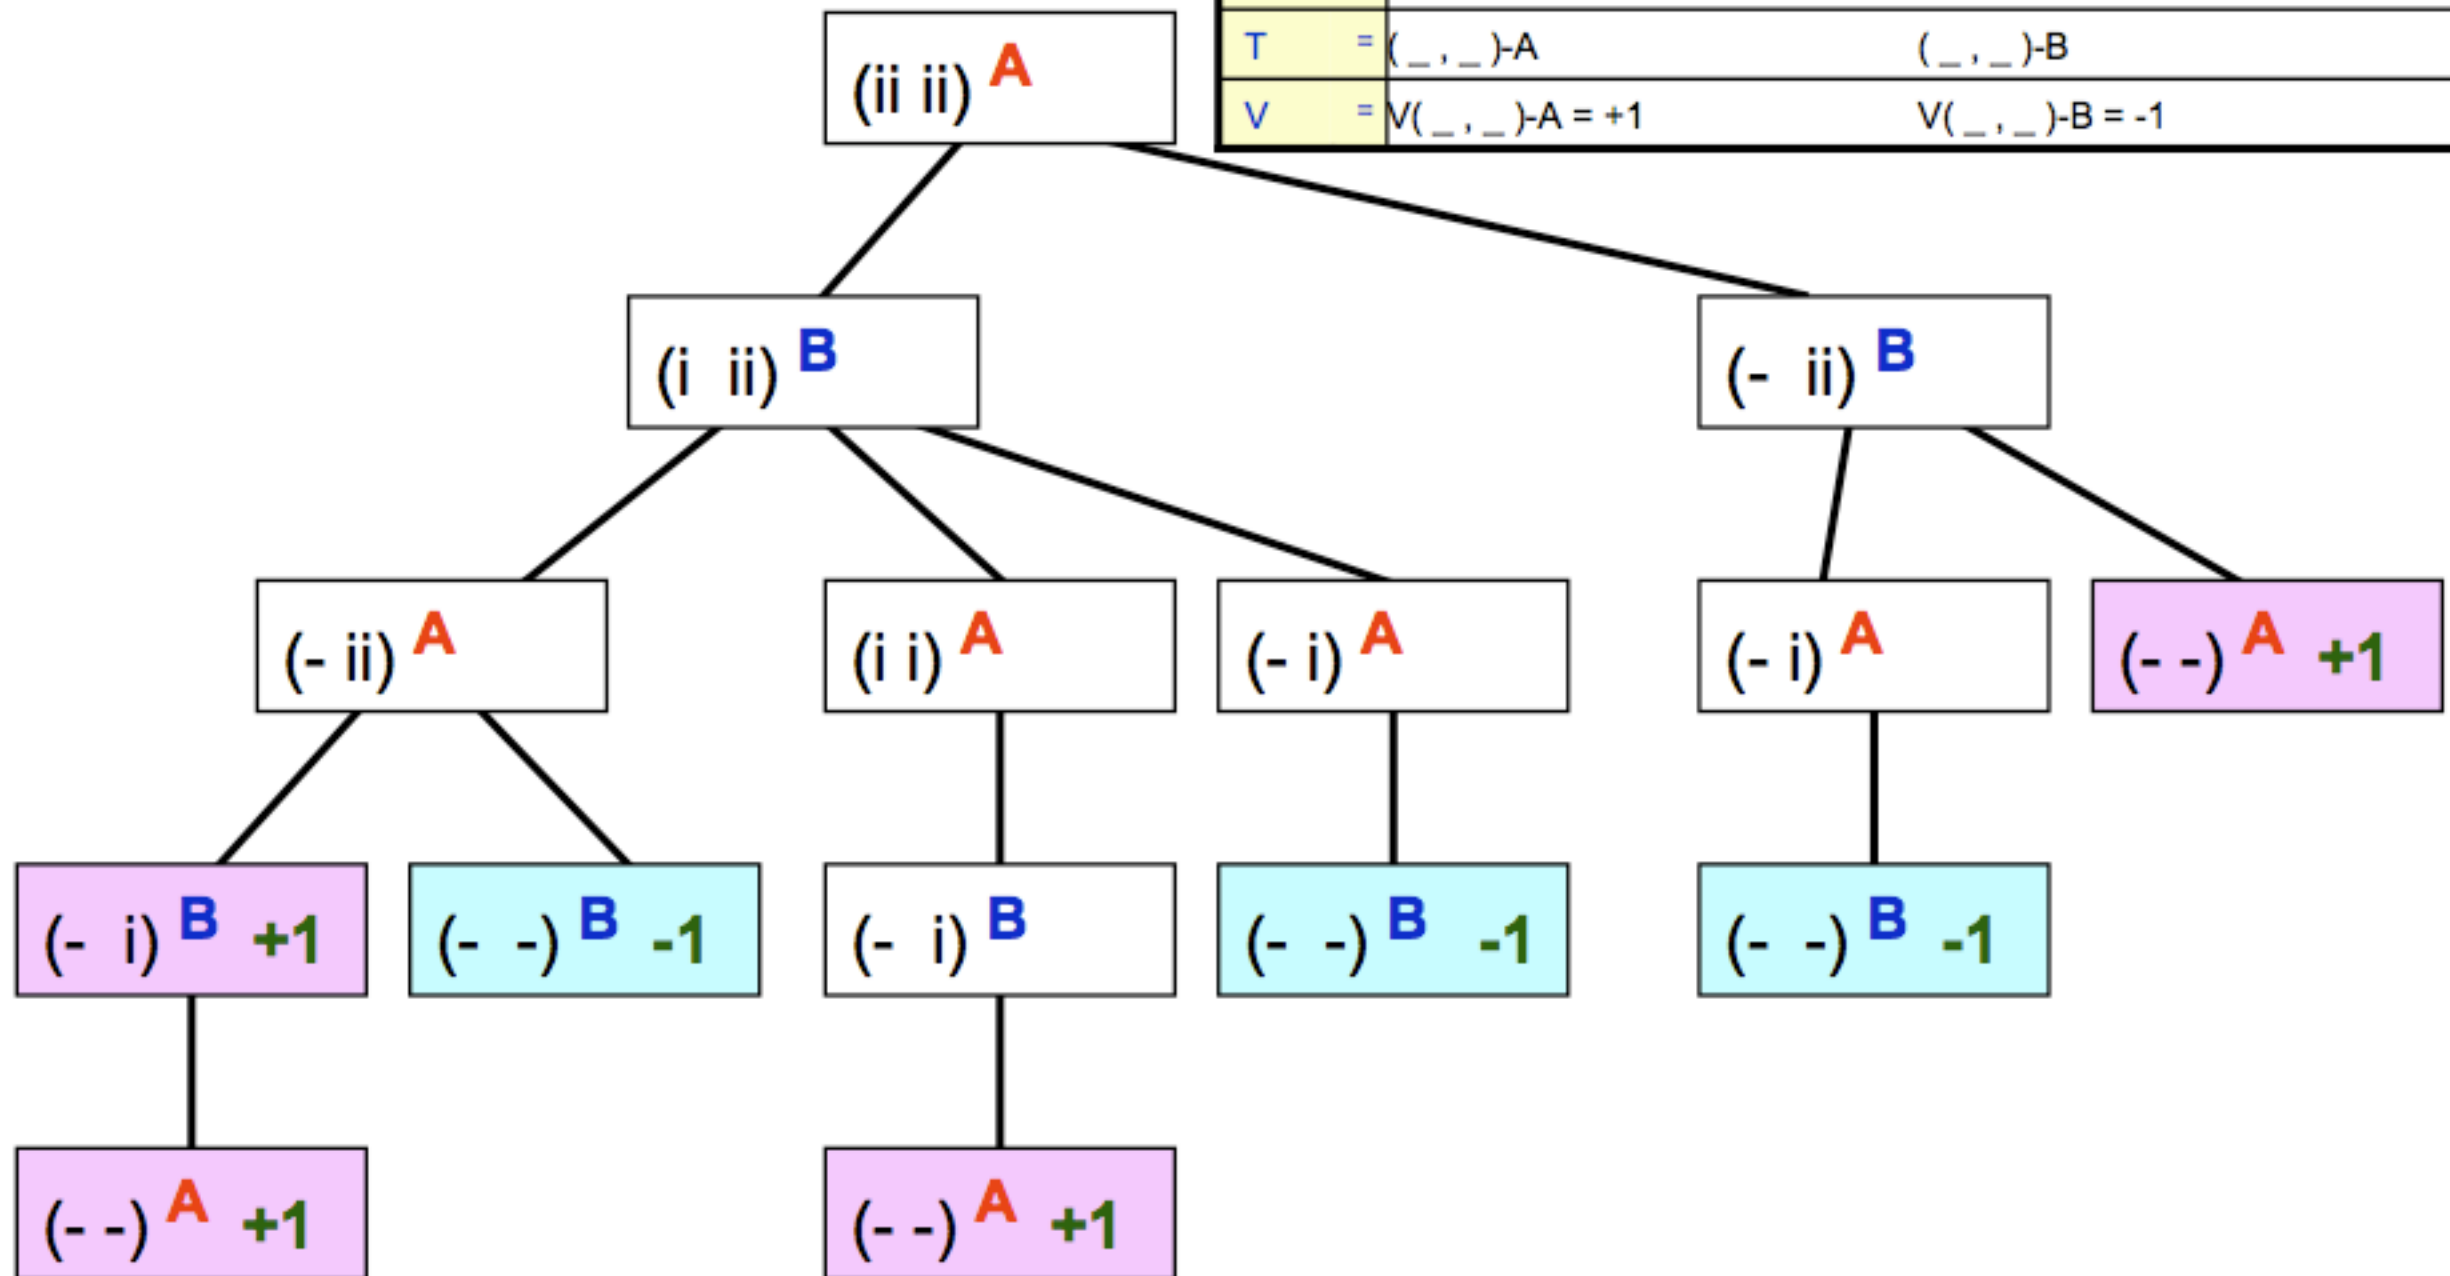 T = ( _ , _ )-A ( _ , _ )-B
V = V( _ , _ )-A = +1 V( _ , _ )-B = -1
(ii ii) A
(i ii) B
(- ii) B
(- ii) A
(i i) A
(- i) A
(- i) A
(- -) A +1
(- i) B +1
(- -) B -1
(- i) B
(- -) B -1
(- -) B -1
(- -) A +1
(- -) A +1